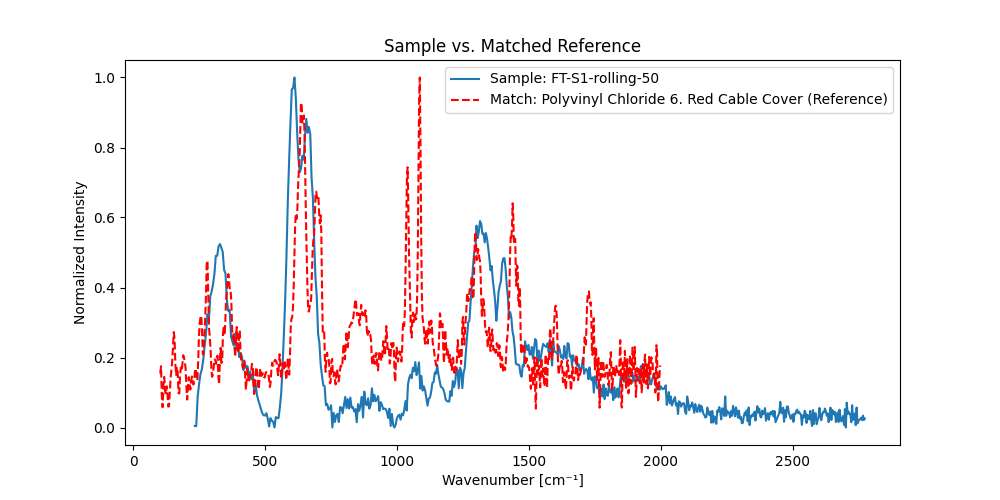 Sample vs. Matched Reference
Sample: FT-S1-rolling-50
Match: Polyvinyl Chloride 6. Red Cable Cover (Reference)
Normalized Intensity
1.0
0.8
0.6
0.4
0.2
0.0
0 500 1000 1500 2000 2500
Wavenumber [cm⁻¹]